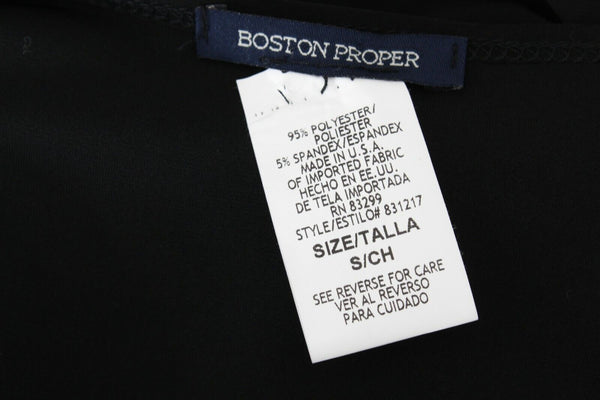 BOSTON PROPER
95% POLYESTER/
POLIESTER
5% SPANDEX/ESPANDEX
MADE IN U.S.A.
OF IMPORTED FABRIC
HECHO EN EE.UU.
DE TELA IMPORTADA
RN 83299
STYLE/ESTILO# 831217
SIZE/TALLA
S/CH
SEE REVERSE FOR CARE
VER AL REVERSO
PARA CUIDADO